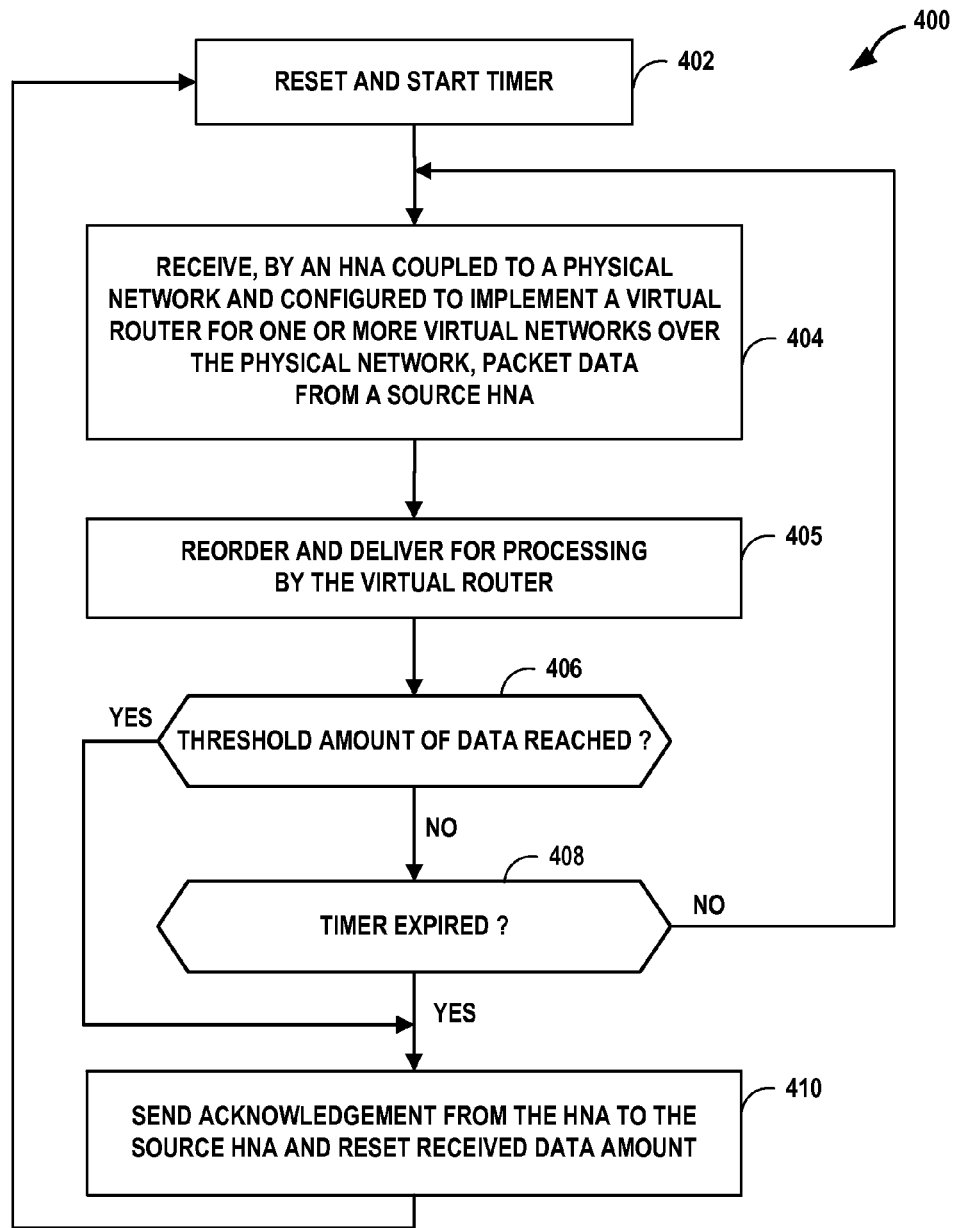 400
RESET AND START TIMER
402
RECEIVE, BY AN HNA COUPLED TO A PHYSICAL
NETWORK AND CONFIGURED TO IMPLEMENT A VIRTUAL
ROUTER FOR ONE OR MORE VIRTUAL NETWORKS OVER
THE PHYSICAL NETWORK, PACKET DATA
FROM A SOURCE HNA
404
REORDER AND DELIVER FOR PROCESSING
BY THE VIRTUAL ROUTER
405
406
YES
THRESHOLD AMOUNT OF DATA REACHED ?
NO
408
TIMER EXPIRED ?
NO
YES
SEND ACKNOWLEDGEMENT FROM THE HNA TO THE
SOURCE HNA AND RESET RECEIVED DATA AMOUNT
410